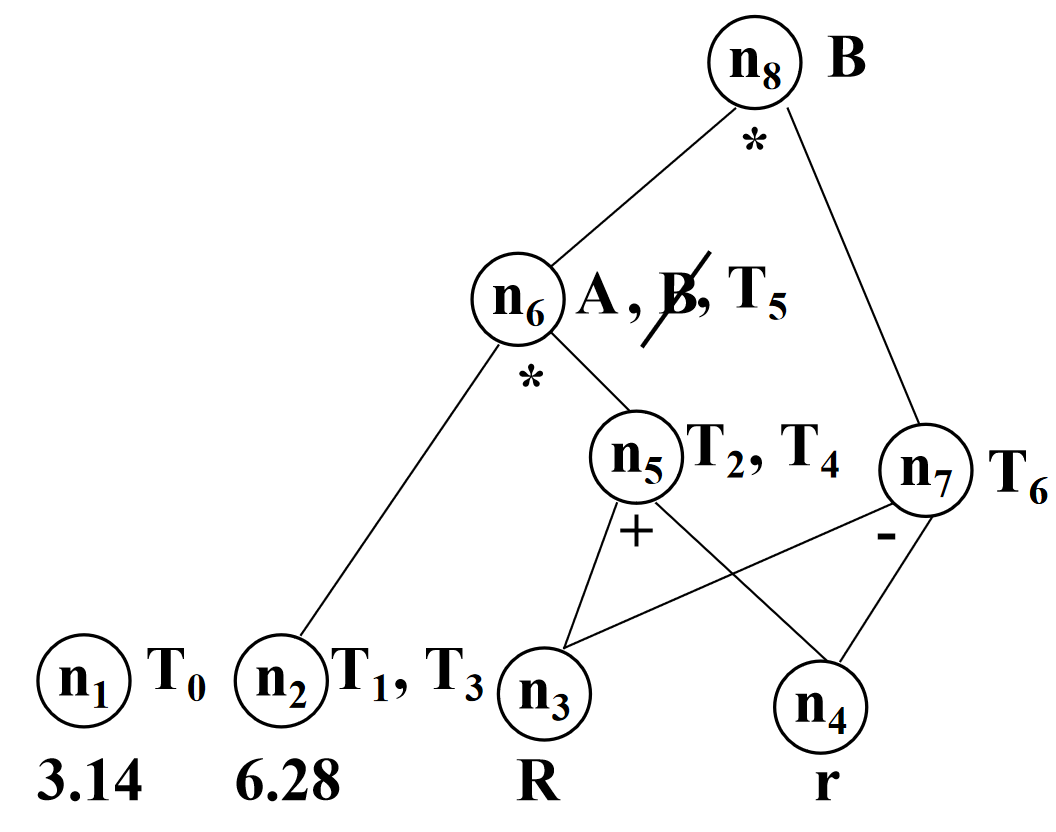 n₈ B
*
n₆ A , B, T₅
*
n₅ T₂, T₄
n₇ T₆
+
-
n₁ T₀ n₂ T₁, T₃ n₃ n₄
3.14 6.28 R r